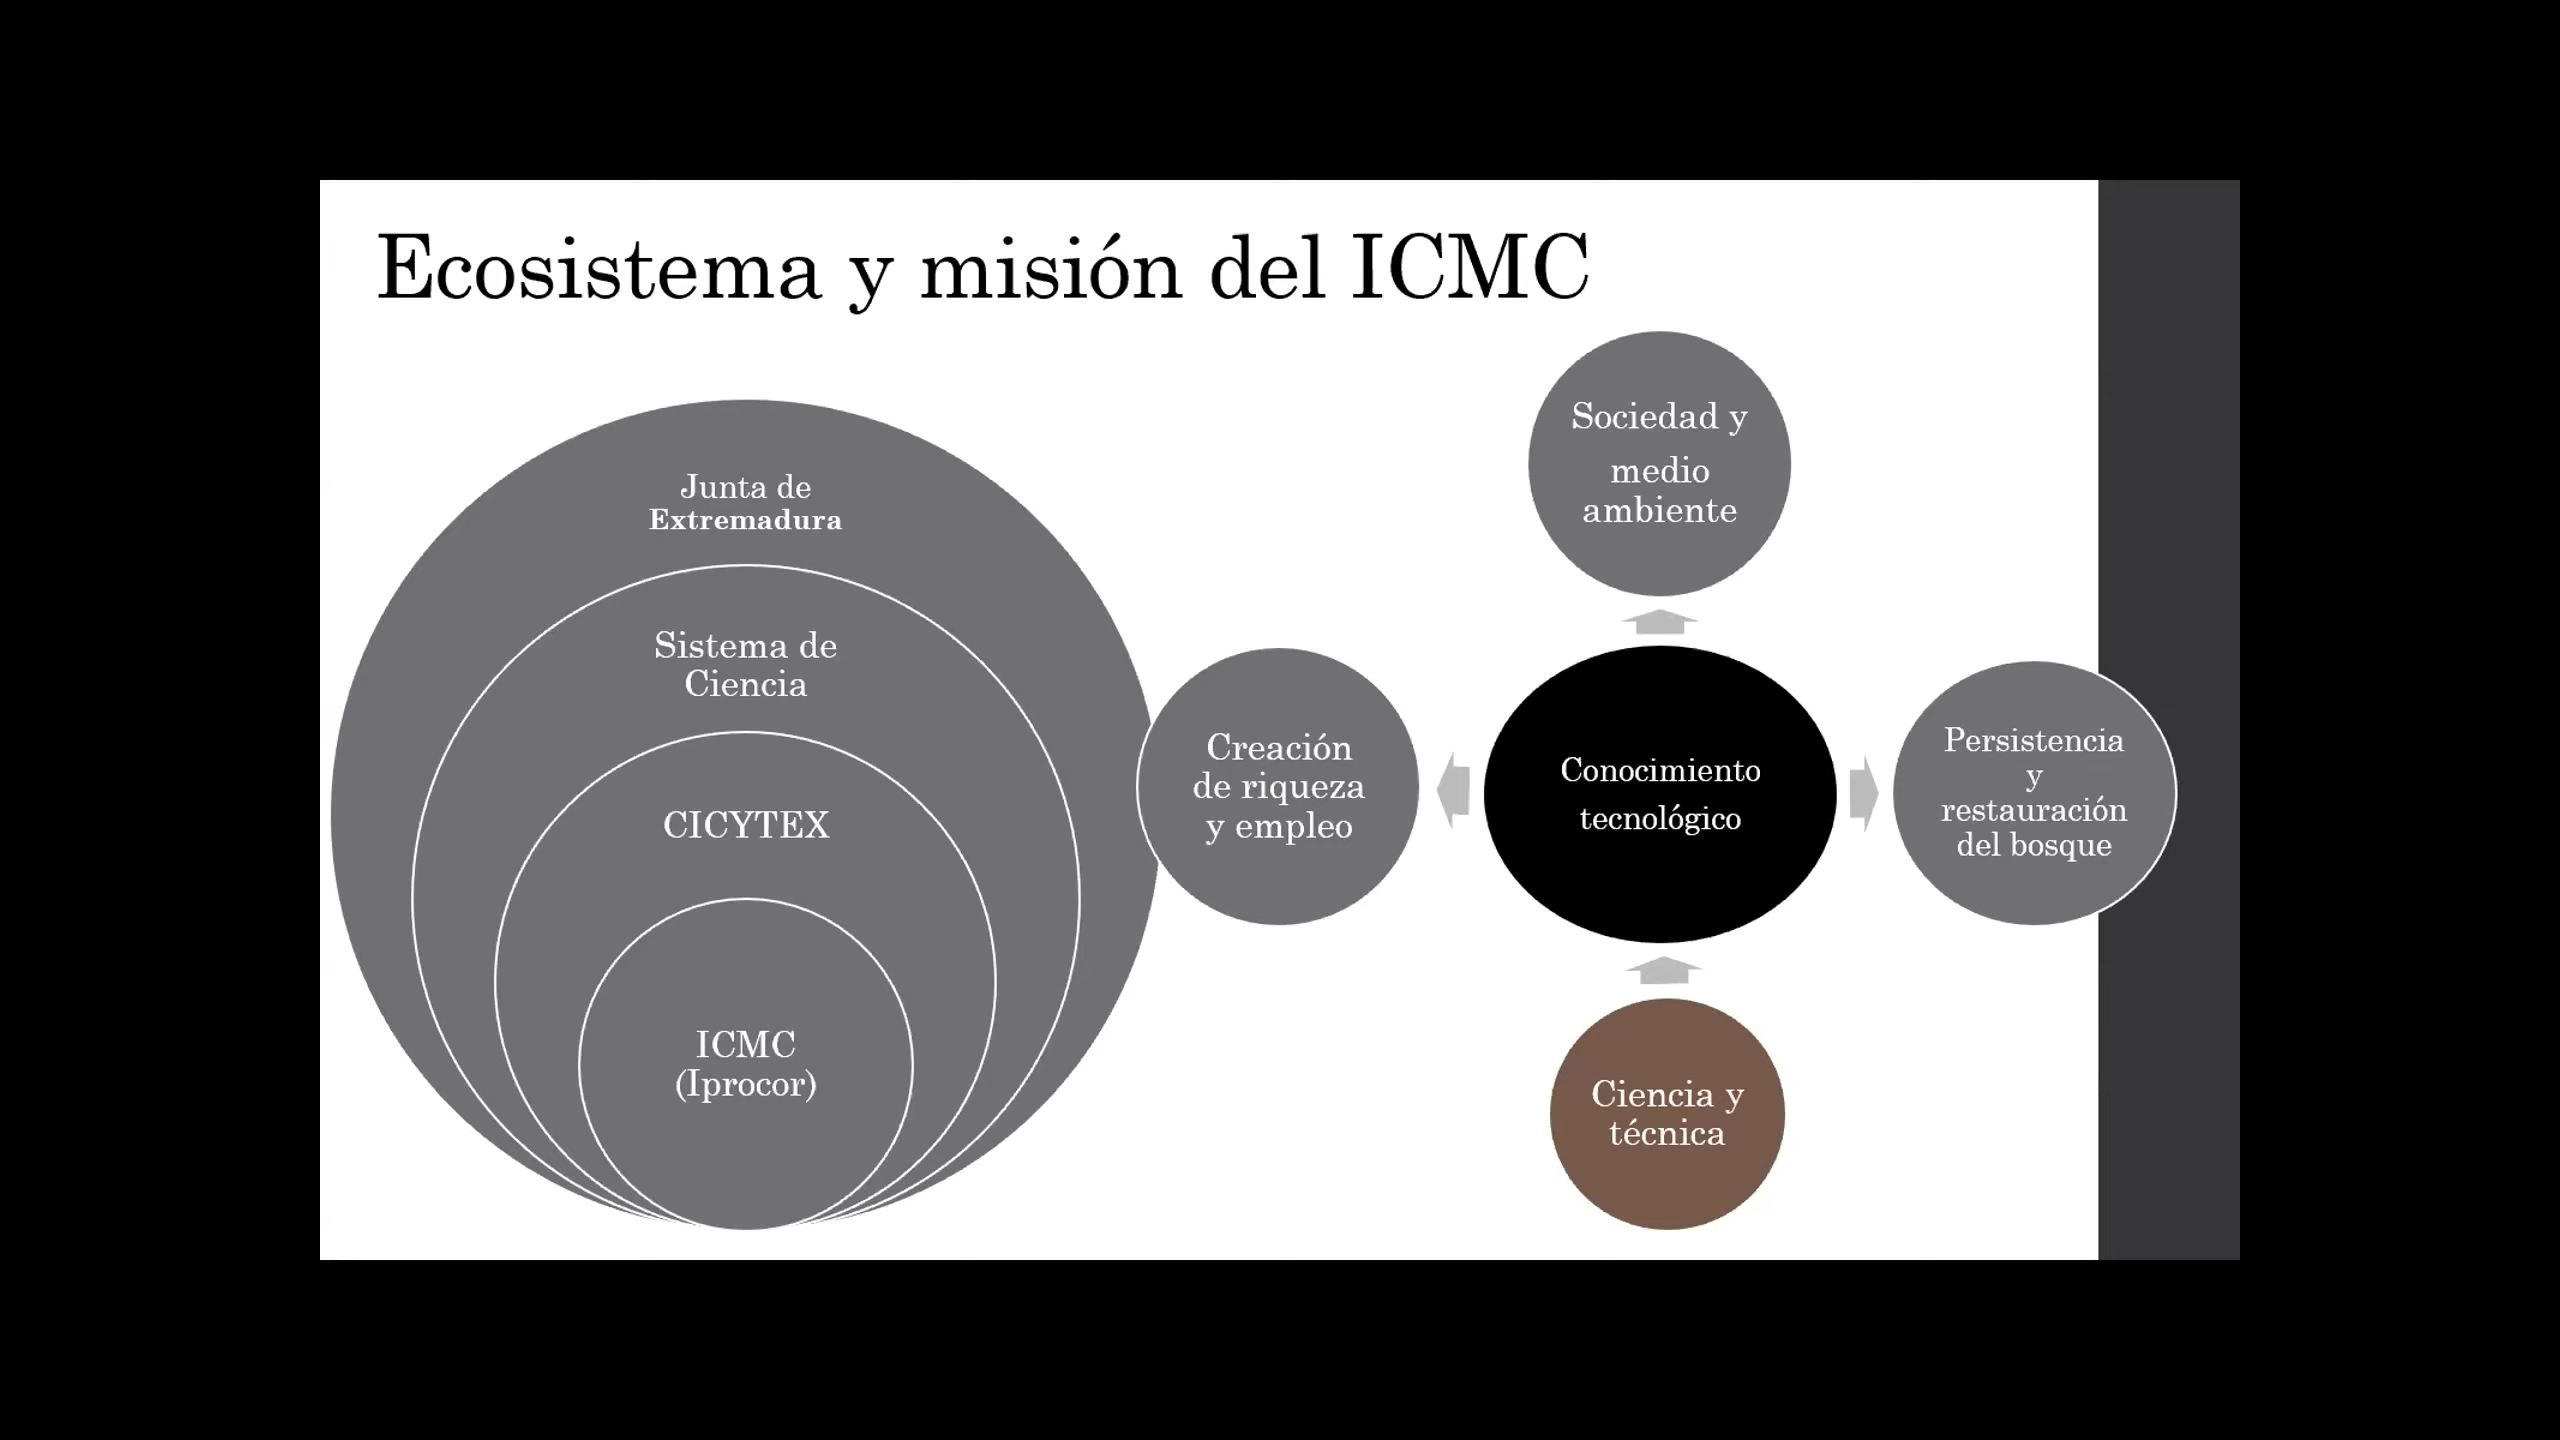 Ecosistema y misión del ICMC
Junta de
Extremadura
Sistema de
Ciencia
CICYTEX
ICMC
(Iprocor)
Sociedad y
medio
ambiente
Creación
de riqueza
y empleo
Conocimiento
tecnológico
Persistencia
y
restauración
del bosque
Ciencia y
técnica